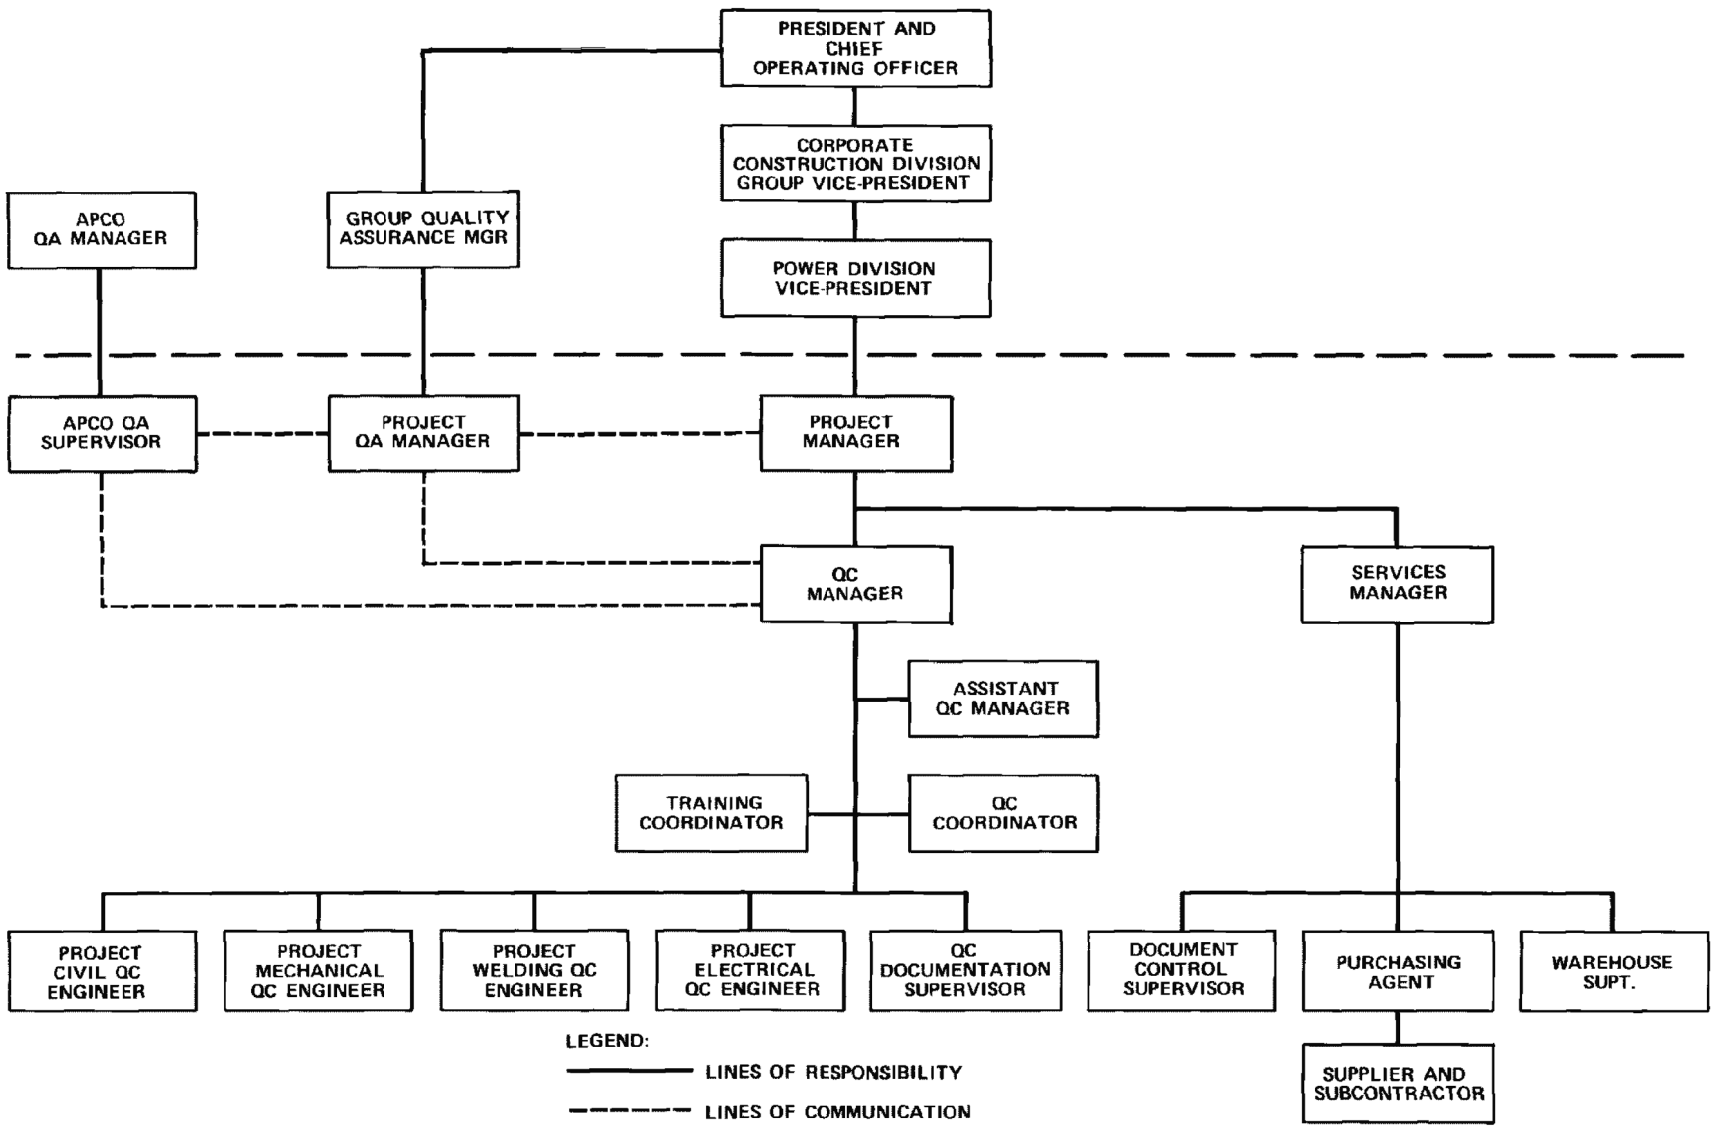 PRESIDENT AND
CHIEF
OPERATING OFFICER
CORPORATE
CONSTRUCTION DIVISION
GROUP VICE-PRESIDENT
APCO
QA MANAGER
GROUP QUALITY
ASSURANCE MGR
POWER DIVISION
VICE-PRESIDENT
APCO QA
SUPERVISOR
PROJECT
QA MANAGER
PROJECT
MANAGER
QC
MANAGER
SERVICES
MANAGER
ASSISTANT
QC MANAGER
TRAINING
COORDINATOR
QC
COORDINATOR
PROJECT
CIVIL QC
ENGINEER
PROJECT
MECHANICAL
QC ENGINEER
PROJECT
WELDING QC
ENGINEER
PROJECT
ELECTRICAL
QC ENGINEER
QC
DOCUMENTATION
SUPERVISOR
DOCUMENT
CONTROL
SUPERVISOR
PURCHASING
AGENT
WAREHOUSE
SUPT.
SUPPLIER AND
SUBCONTRACTOR
LEGEND:
LINES OF RESPONSIBILITY
LINES OF COMMUNICATION